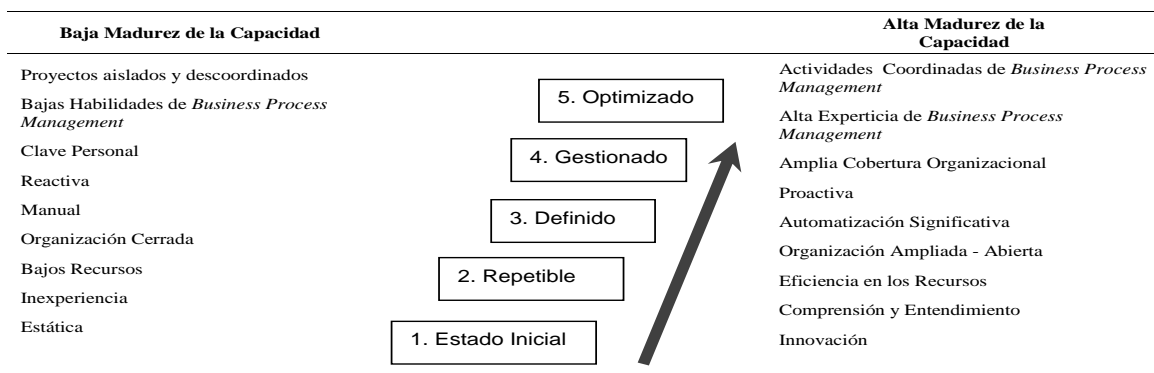 Baja Madurez de la Capacidad
Proyectos aislados y descoordinados
Bajas Habilidades de Business Process
Management
Clave Personal
Reactiva
Manual
Organización Cerrada
Bajos Recursos
Inexperiencia
Estática
5. Optimizado
4. Gestionado
3. Definido
2. Repetible
1. Estado Inicial
Alta Madurez de la
Capacidad
Actividades Coordinadas de Business Process
Management
Alta Experticia de Business Process
Management
Amplia Cobertura Organizacional
Proactiva
Automatización Significativa
Organización Ampliada - Abierta
Eficiencia en los Recursos
Comprensión y Entendimiento
Innovación